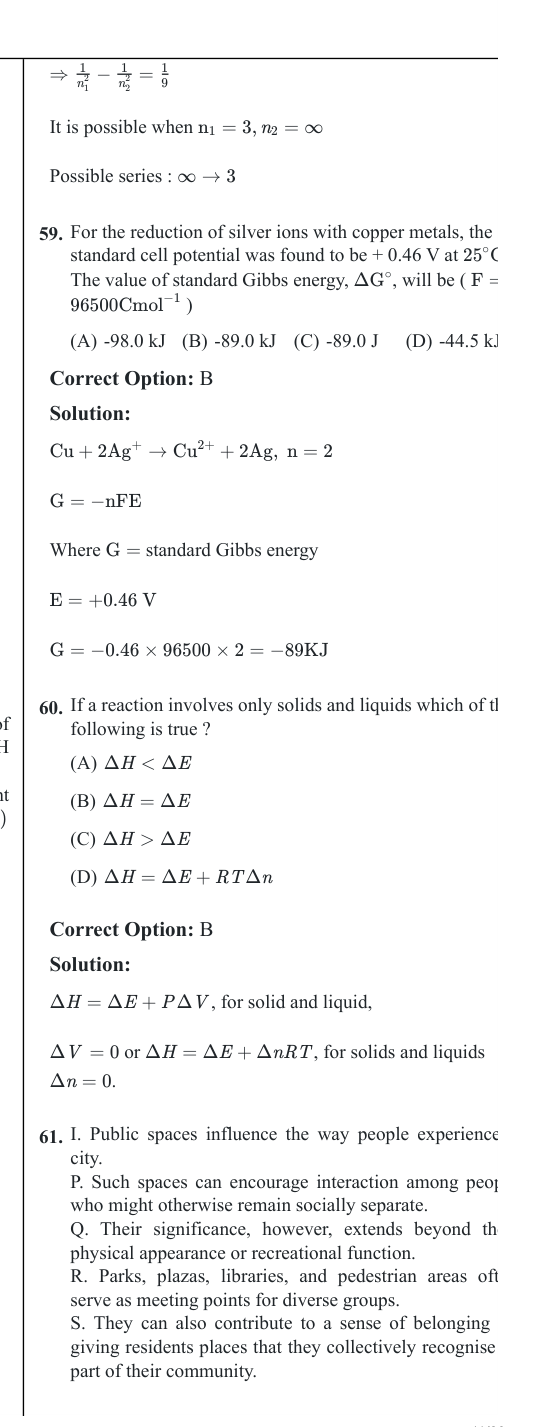 ⇒ 1/n₁² − 1/n₂² = 1/9
It is possible when n₁ = 3, n₂ = ∞
Possible series : ∞ → 3
59. For the reduction of silver ions with copper metals, the
standard cell potential was found to be + 0.46 V at 25°
The value of standard Gibbs energy, ΔG°, will be ( F =
96500Cmol⁻¹ )
(A) -98.0 kJ (B) -89.0 kJ (C) -89.0 J (D) -44.5 kJ
Correct Option: B
Solution:
Cu + 2Ag⁺ → Cu²⁺ + 2Ag, n = 2
G = −nFE
Where G = standard Gibbs energy
E = +0.46 V
G = −0.46 × 96500 × 2 = −89KJ
60. If a reaction involves only solids and liquids which of
following is true ?
(A) ΔH < ΔE
(B) ΔH = ΔE
(C) ΔH > ΔE
(D) ΔH = ΔE + RTΔn
Correct Option: B
Solution:
ΔH = ΔE + PΔV, for solid and liquid,
ΔV = 0 or ΔH = ΔE + ΔnRT, for solids and liquids
Δn = 0.
61. I. Public spaces influence the way people experience
city.
P. Such spaces can encourage interaction among
who might otherwise remain socially separate.
Q. Their significance, however, extends beyond
physical appearance or recreational function.
R. Parks, plazas, libraries, and pedestrian areas
serve as meeting points for diverse groups.
S. They can also contribute to a sense of belonging
giving residents places that they collectively recognise
part of their community.